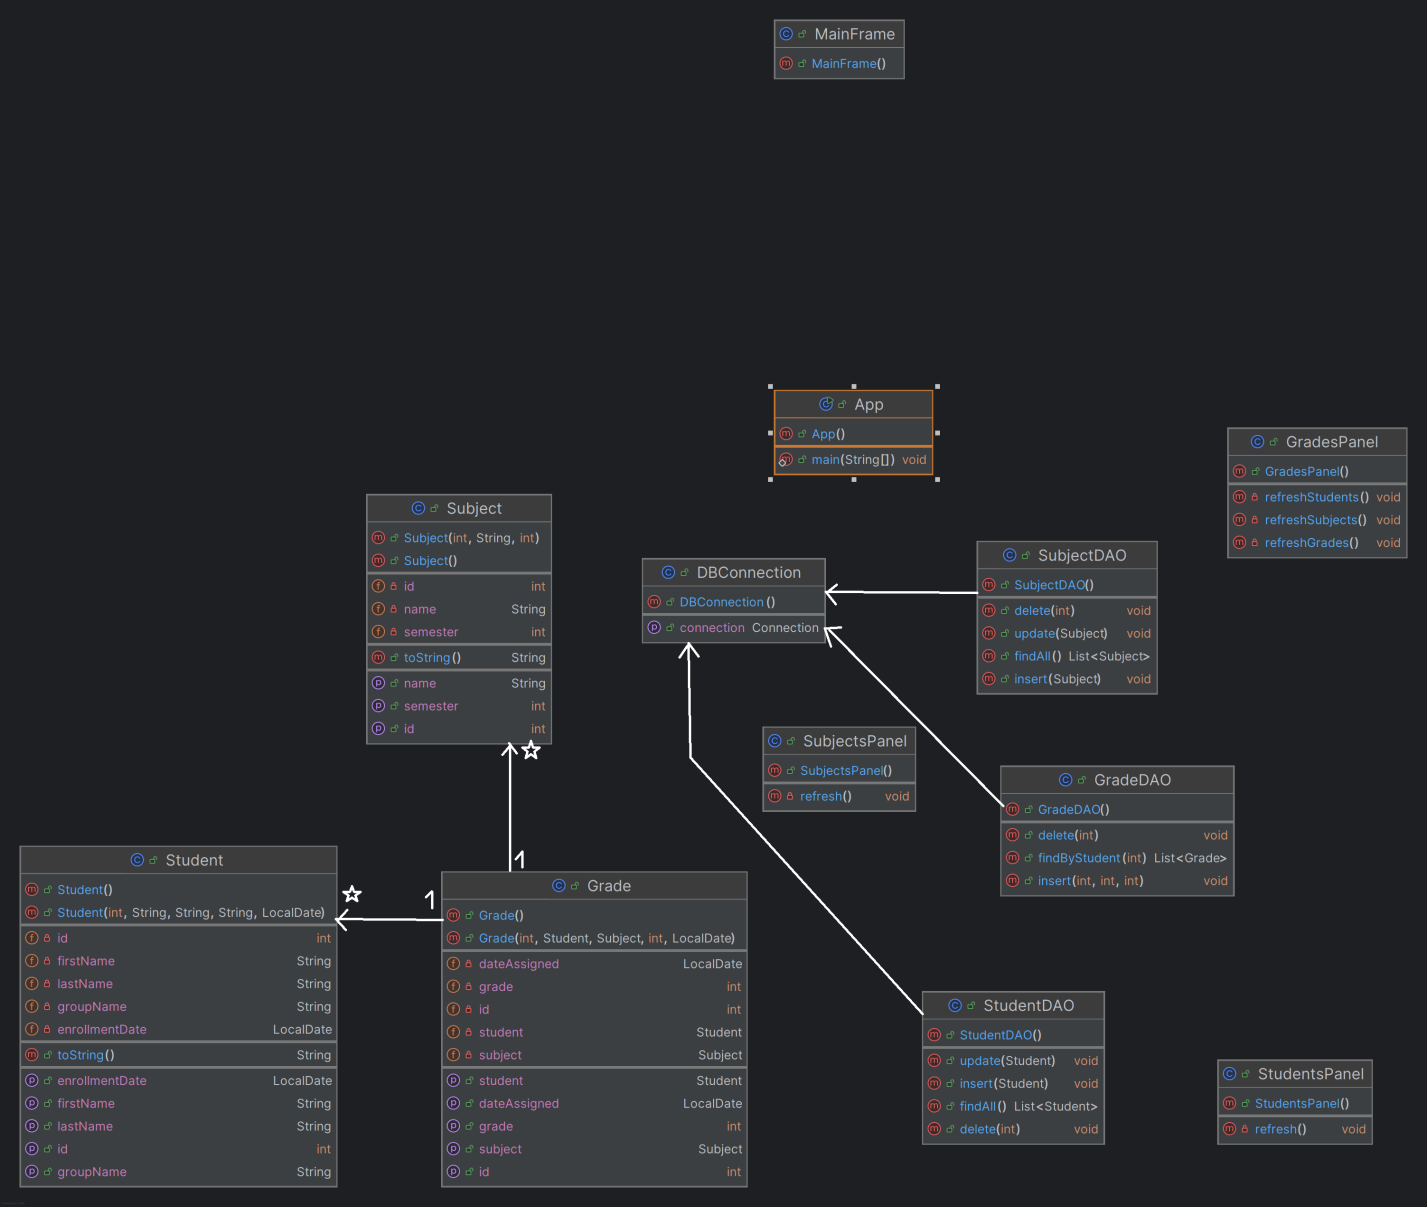 MainFrame
MainFrame()
App
App()
main(String[]) void
GradesPanel
GradesPanel()
refreshStudents() void
refreshSubjects() void
refreshGrades() void
Subject
Subject(int, String, int)
Subject()
id int
name String
semester int
toString() String
name String
semester int
id int
DBConnection
DBConnection()
connection Connection
SubjectDAO
SubjectDAO()
delete(int) void
update(Subject) void
findAll() List<Subject>
insert(Subject) void
SubjectsPanel
SubjectsPanel()
refresh() void
GradeDAO
GradeDAO()
delete(int) void
findByStudent(int) List<Grade>
insert(int, int, int) void
Student
Student()
Student(int, String, String, String, LocalDate)
id int
firstName String
lastName String
groupName String
enrollmentDate LocalDate
toString() String
enrollmentDate LocalDate
firstName String
lastName String
id int
groupName String
1
1
Grade
Grade()
Grade(int, Student, Subject, int, LocalDate)
dateAssigned LocalDate
grade int
id int
student Student
subject Subject
student Student
dateAssigned LocalDate
grade int
subject Subject
id int
StudentDAO
StudentDAO()
update(Student) void
insert(Student) void
findAll() List<Student>
delete(int) void
StudentsPanel
StudentsPanel()
refresh() void